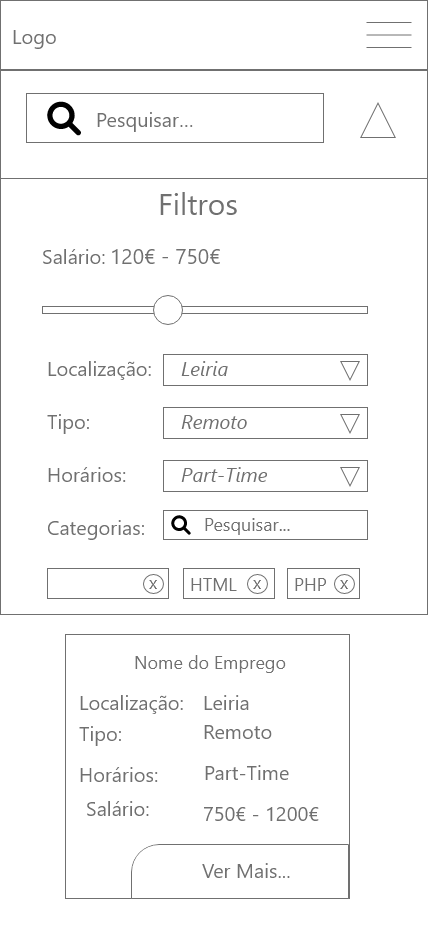 Logo
Pesquisar...
Filtros
Salário: 120€ - 750€
Localização: Leiria
Tipo: Remoto
Horários: Part-Time
Categorias: Pesquisar...
X HTML X PHP X
Nome do Emprego
Localização: Leiria
Tipo: Remoto
Horários: Part-Time
Salário: 750€ - 1200€
Ver Mais...